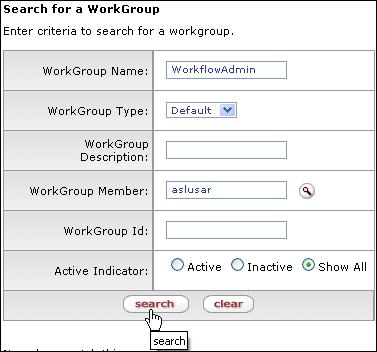 Search for a WorkGroup
Enter criteria to search for a workgroup.
WorkGroup Name: WorkflowAdmin
WorkGroup Type: Default
WorkGroup
Description:
WorkGroup Member: aslusar
WorkGroup Id:
Active Indicator: Active Inactive Show All
search clear
search